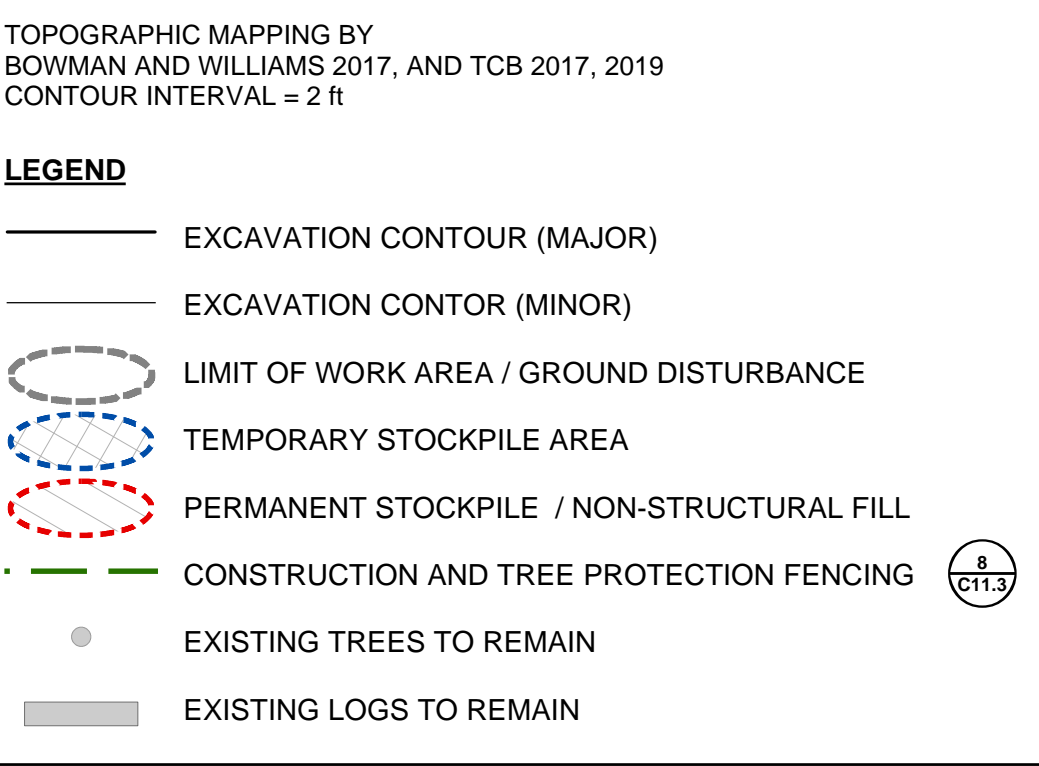 TOPOGRAPHIC MAPPING BY
BOWMAN AND WILLIAMS 2017, AND TCB 2017, 2019
CONTOUR INTERVAL = 2 ft
LEGEND
EXCAVATION CONTOUR (MAJOR)
EXCAVATION CONTOR (MINOR)
LIMIT OF WORK AREA / GROUND DISTURBANCE
TEMPORARY STOCKPILE AREA
PERMANENT STOCKPILE / NON-STRUCTURAL FILL
CONSTRUCTION AND TREE PROTECTION FENCING
8
C11.3
EXISTING TREES TO REMAIN
EXISTING LOGS TO REMAIN